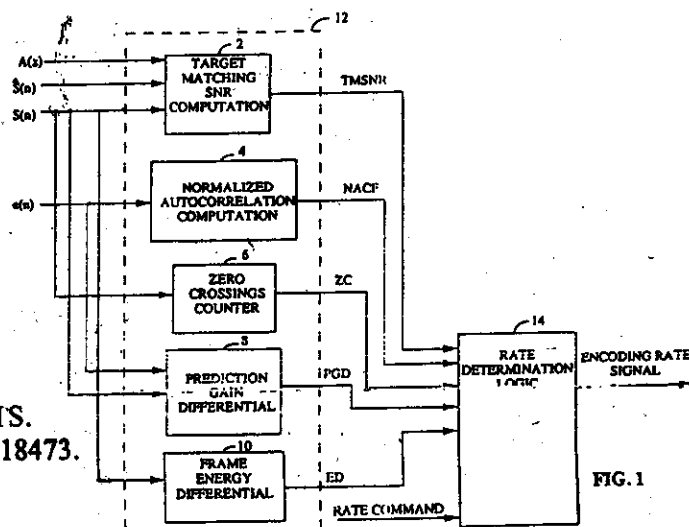 12
2
A(z)
TARGET
MATCHING
SNR
COMPUTATION
TMSNR
Ŝ(n)
S(n)
4
NORMALIZED
AUTOCORRELATION
COMPUTATION
NACF
e(n)
6
ZERO
CROSSINGS
COUNTER
ZC
14
RATE
DETERMINATION
LOGIC
ENCODING RATE
SIGNAL
8
PREDICTION
GAIN
DIFFERENTIAL
PGD
TS.
18473.
10
FRAME
ENERGY
DIFFERENTIAL
ED
FIG. 1
RATE COMMAND